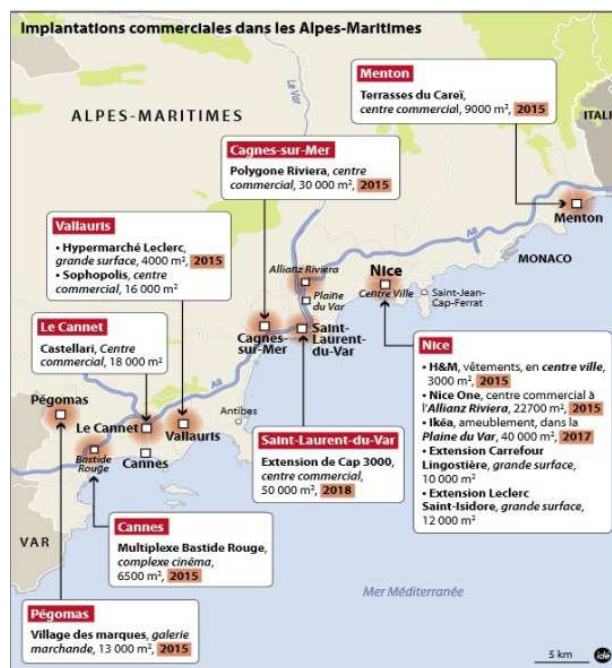 Implantations commerciales dans les Alpes-Maritimes
Le Var
ALPES-MARITIMES
Menton
Terrasses du Careï,
centre commercial, 9000 m², 2015
ITALIE
Cagnes-sur-Mer
Polygone Riviera, centre
commercial, 30 000 m², 2015
Vallauris
• Hypermarché Leclerc,
grande surface, 4000 m², 2015
• Sophopolis, centre
commercial, 16 000 m²
Menton
A8
MONACO
Allianz Riviera
Nice
Centre Ville
Plaine
du Var
Saint-Jean-
Cap-Ferrat
Le Cannet
Castellari, Centre
commercial, 18 000 m²
Cagnes-
sur-Mer
Saint-
Laurent-
du-Var
Nice
• H&M, vêtements, en centre ville,
3000 m², 2015
• Nice One, centre commercial à
l'Allianz Riviera, 22700 m², 2015
• Ikéa, ameublement, dans la
Plaine du Var, 40 000 m², 2017
• Extension Carrefour
Lingostière, grande surface,
10 000 m²
• Extension Leclerc
Saint-Isidore, grande surface,
12 000 m²
A8
Pégomas
Le Cannet
Vallauris
Antibes
Bastide
Rouge
Cannes
Saint-Laurent-du-Var
Extension de Cap 3000,
centre commercial,
50 000 m², 2018
Cannes
Multiplexe Bastide Rouge,
complexe cinéma,
6500 m², 2015
VAR
Mer Méditerranée
Pégomas
Village des marques, galerie
marchande, 13 000 m², 2015
5 km
idé